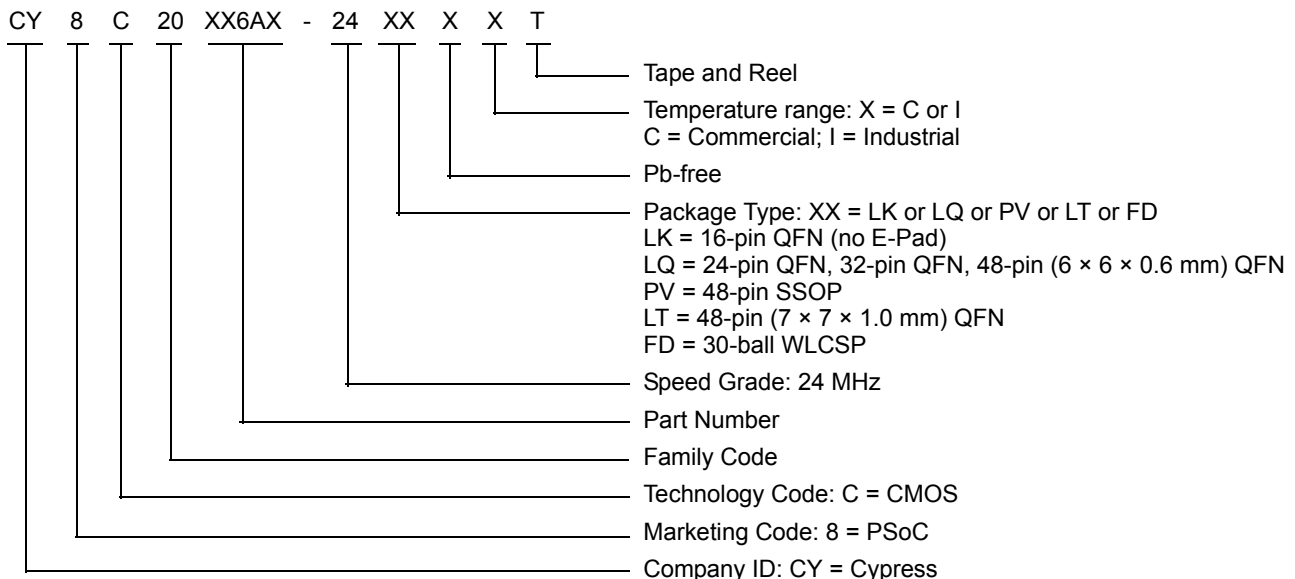 CY 8 C 20 XX6AX - 24 XX X X T
Tape and Reel
Temperature range: X = C or I
C = Commercial; I = Industrial
Pb-free
Package Type: XX = LK or LQ or PV or LT or FD
LK = 16-pin QFN (no E-Pad)
LQ = 24-pin QFN, 32-pin QFN, 48-pin (6 × 6 × 0.6 mm) QFN
PV = 48-pin SSOP
LT = 48-pin (7 × 7 × 1.0 mm) QFN
FD = 30-ball WLCSP
Speed Grade: 24 MHz
Part Number
Family Code
Technology Code: C = CMOS
Marketing Code: 8 = PSoC
Company ID: CY = Cypress